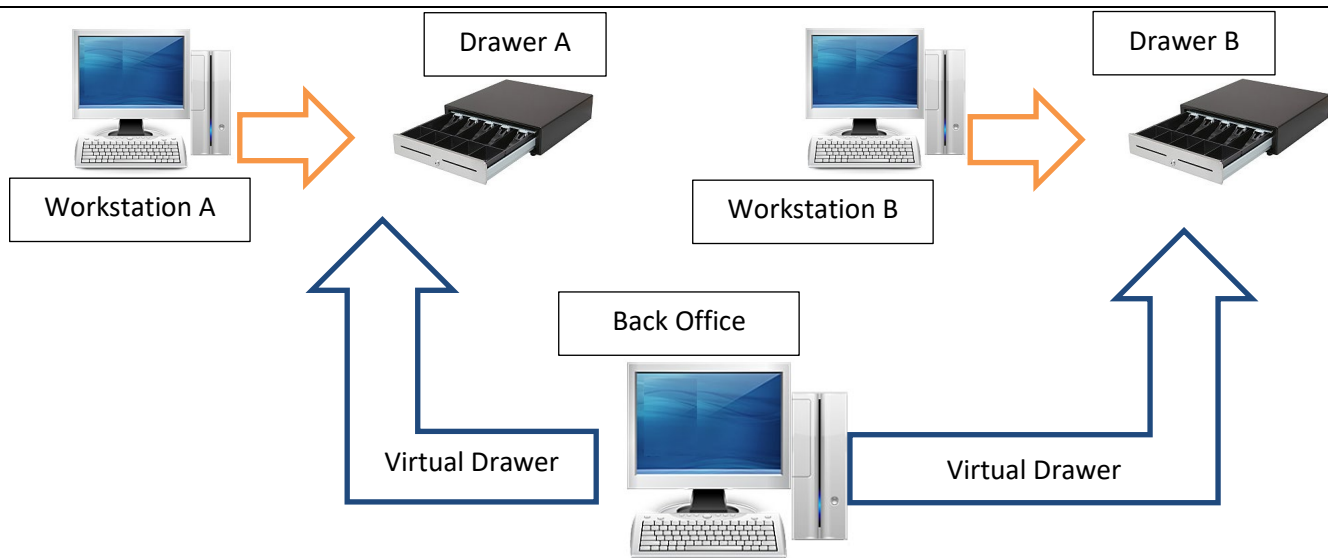 Drawer A
Drawer B
Workstation A
Workstation B
Back Office
Virtual Drawer
Virtual Drawer